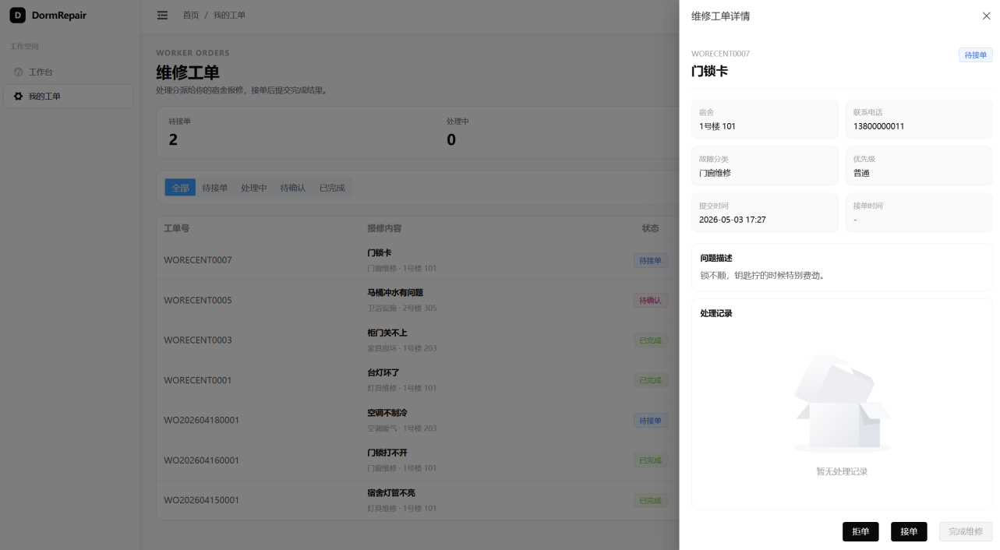 D DormRepair
首页 / 我的工单
工作空间
工作台
我的工单
WORKER ORDERS
维修工单
处理分派给你的宿舍报修，接单后提交完成结果。
待接单
2
处理中
0
全部 待接单 处理中 待确认 已完成
工单号 报修内容 状态
WORECENT0007 门锁卡 待接单
门窗维修 · 1号楼 101
WORECENT0005 马桶冲水有问题 待确认
卫浴设施 · 2号楼 305
WORECENT0003 柜门关不上 已完成
家具损坏 · 1号楼 203
WORECENT0001 台灯坏了 已完成
灯具维修 · 1号楼 101
WO202604180001 空调不制冷 待接单
空调暖气 · 1号楼 203
WO202604160001 门锁打不开 已完成
门窗维修 · 1号楼 101
WO202604150001 宿舍灯管不亮 已完成
灯具维修 · 1号楼 101
维修工单详情
WORECENT0007 待接单
门锁卡
宿舍
1号楼 101
联系电话
13800000011
故障分类
门窗维修
优先级
普通
提交时间
2026-05-03 17:27
接单时间
-
问题描述
锁不顺，钥匙拧的时候特别费劲。
处理记录
暂无处理记录
拒单 接单 完成维修